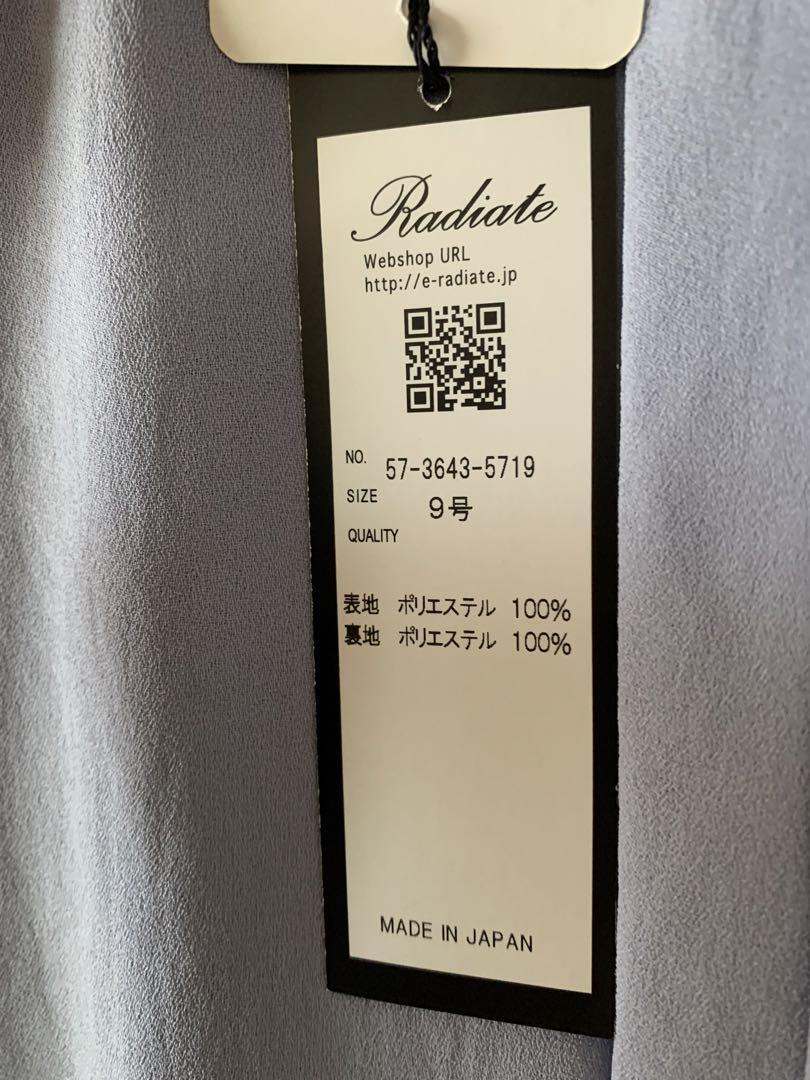 Radiate
Webshop URL
http://e-radiate.jp
NO. 57-3643-5719
SIZE 9号
QUALITY
表地 ポリエステル 100%
裏地 ポリエステル 100%
MADE IN JAPAN